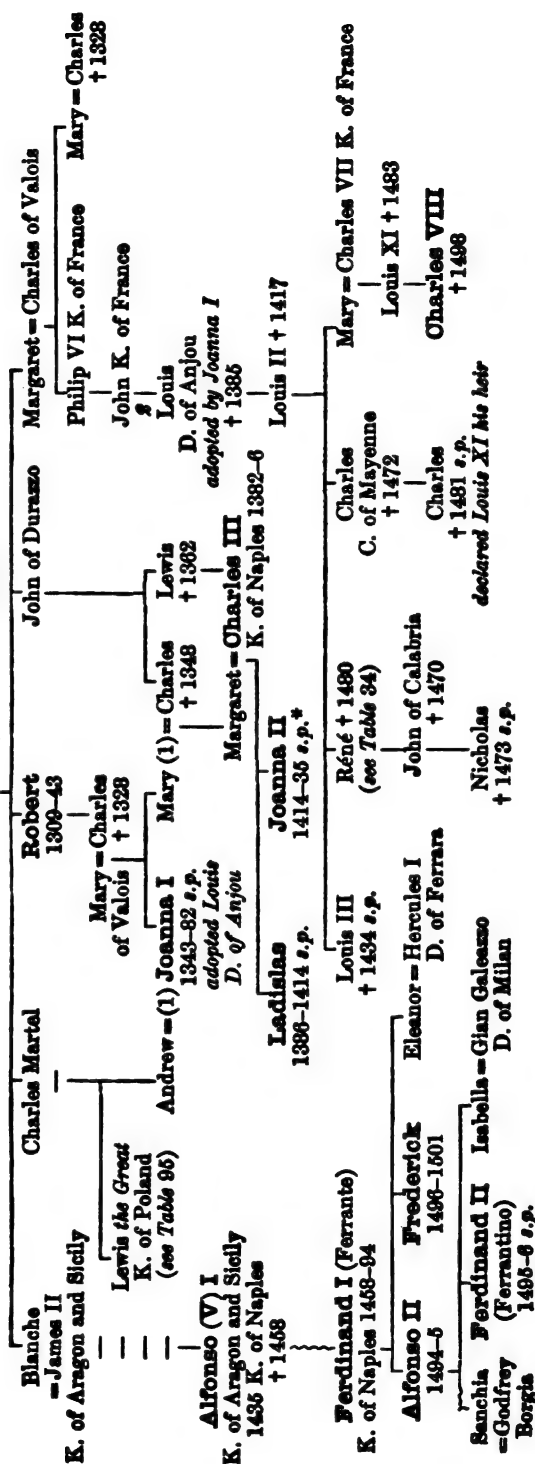 Blanche
=James II
K. of Aragon and Sicily
Charles Martel
Robert
1309–43
John of Durazzo
Margaret=Charles of Valois
Lewis the Great
K. of Poland
(see Table 95)
Mary=Charles
of Valois † 1328
Philip VI K. of France
Mary=Charles
† 1328
John K. of France
2
Andrew=(1) Joanna I
1343–82 s.p.
adopted Louis
D. of Anjou
Mary (1)=Charles
† 1348
Lewis
† 1362
Louis
D. of Anjou
adopted by Joanna I
† 1385
Margaret=Charles III
K. of Naples 1382–6
Louis II † 1417
Alfonso (V) I
K. of Aragon and Sicily
1435 K. of Naples
† 1458
Ladislas
1386–1414 s.p.
Joanna II
1414–35 s.p.*
Louis III
† 1434 s.p.
Réné † 1480
(see Table 34)
Charles
C. of Mayenne
† 1472
Mary=Charles VII K. of France
Ferdinand I (Ferrante)
K. of Naples 1458–94
John of Calabria
† 1470
Charles
† 1481 s.p.
declared Louis XI his heir
Louis XI † 1483
Alfonso II
1494–5
Frederick
1496–1501
Eleanor=Hercules I
D. of Ferrara
Nicholas
† 1473 s.p.
Charles VIII
† 1498
Sanchia
=Godfrey
Borgia
Ferdinand II
(Ferrantino)
1495–6 s.p.
Isabella=Gian Galeazzo
D. of Milan